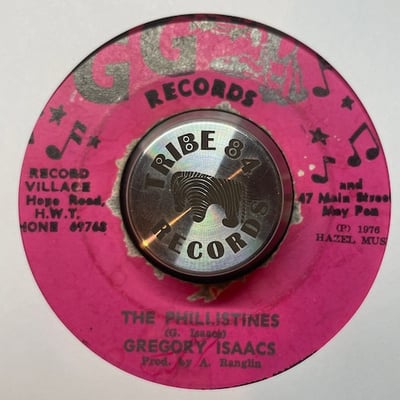 GG
RECORDS
RECORD
VILLAGE
Hope Road,
H.W.T.
PHONE 69768
and
47 Main Street
May Pen
(P) 1976
HAZEL MUS
TRIBE 84
RECORDS
THE PHILLISTINES
(G. Isaacs)
GREGORY ISAACS
Prod. by A. Ranglin